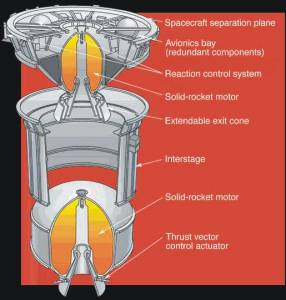 Spacecraft separation plane
Avionics bay
(redundant components)
Reaction control system
Solid-rocket motor
Extendable exit cone
Interstage
Solid-rocket motor
Thrust vector
control actuator